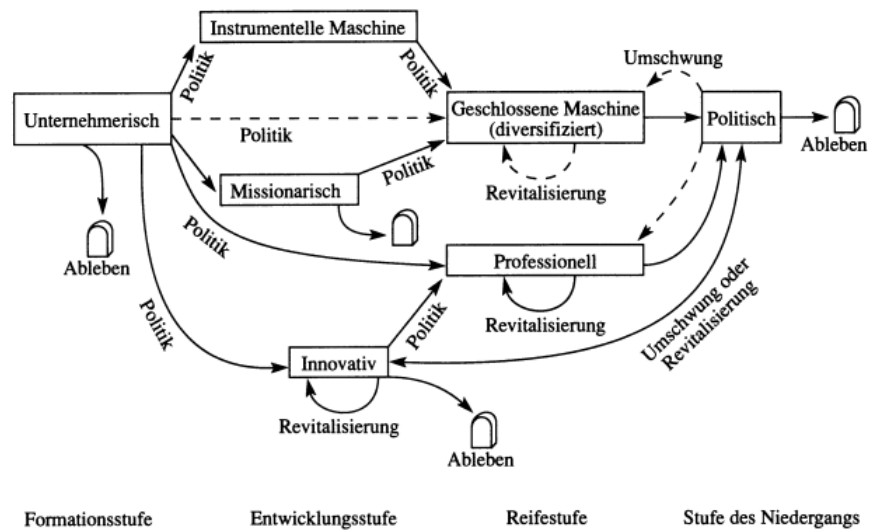 Instrumentelle Maschine
Politik
Politik
Umschwung
Unternehmerisch
Politik
Geschlossene Maschine
(diversifiziert)
Politisch
Ableben
Missionarisch
Politik
Revitalisierung
Politik
Ableben
Professionell
Revitalisierung
Umschwung oder
Revitalisierung
Politik
Politik
Innovativ
Revitalisierung
Ableben
Formationsstufe
Entwicklungsstufe
Reifestufe
Stufe des Niedergangs